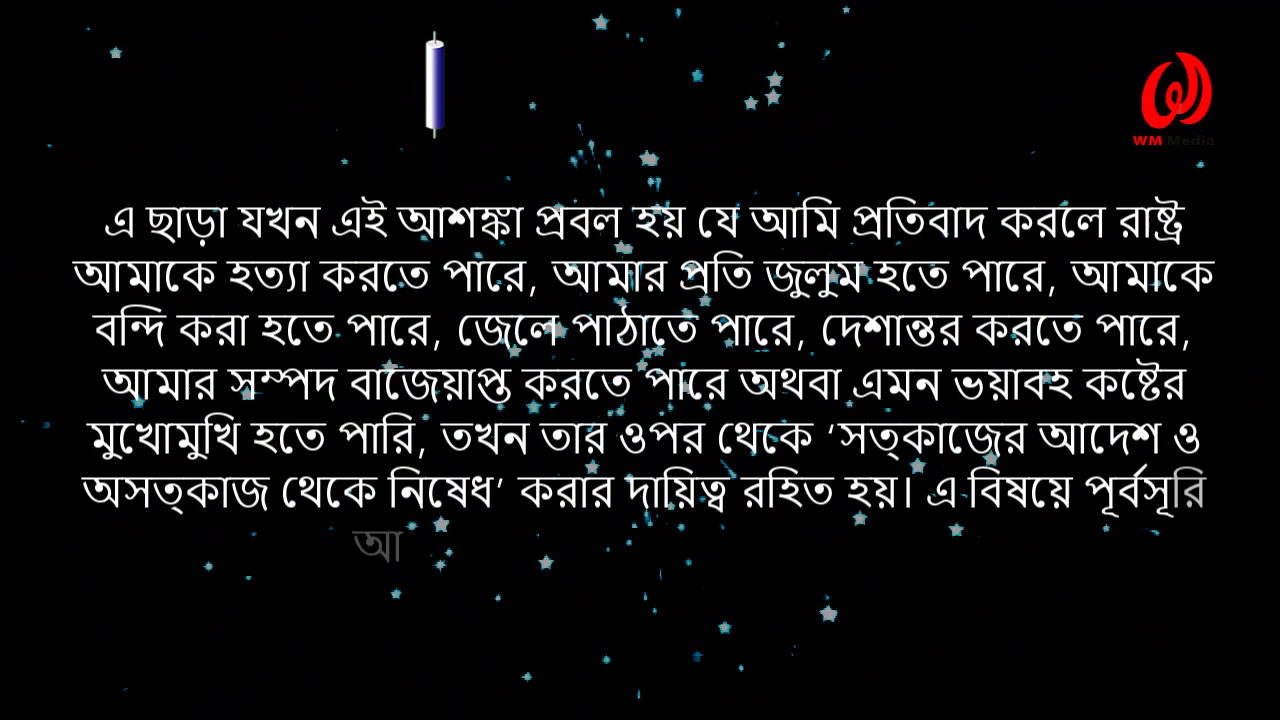 WM Media
এ ছাড়া যখন এই আশঙ্কা প্রবল হয় যে আমি প্রতিবাদ করলে রাষ্ট্র
আমাকে হত্যা করতে পারে, আমার প্রতি জুলুম হতে পারে, আমাকে
বন্দি করা হতে পারে, জেলে পাঠাতে পারে, দেশান্তর করতে পারে,
আমার সম্পদ বাজেয়াপ্ত করতে পারে অথবা এমন ভয়াবহ কষ্টের
মুখোমুখি হতে পারি, তখন তার ওপর থেকে ‘সত্কাজের আদেশ ও
অসত্কাজ থেকে নিষেধ’ করার দায়িত্ব রহিত হয়। এ বিষয়ে পূর্বসূরি
আ